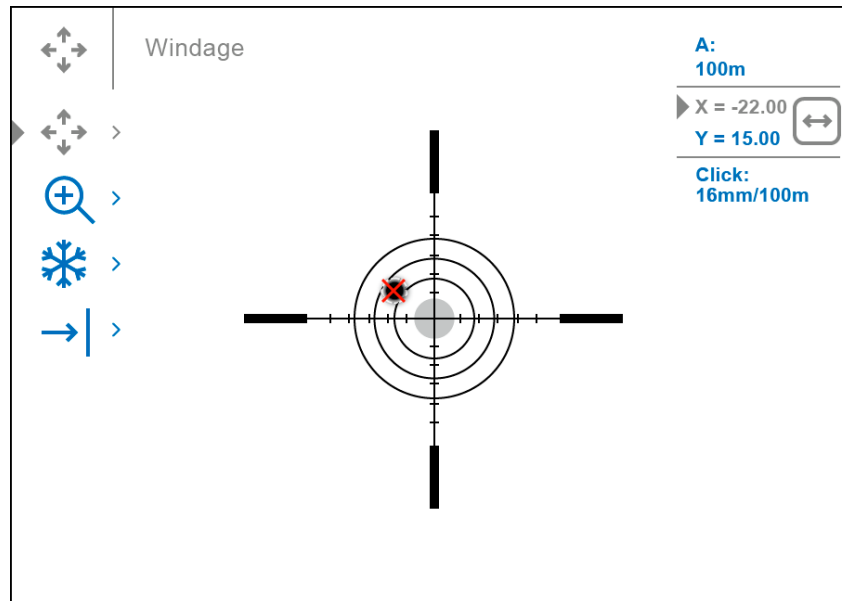 Windage
A:
100m
X = -22.00
Y = 15.00
Click:
16mm/100m